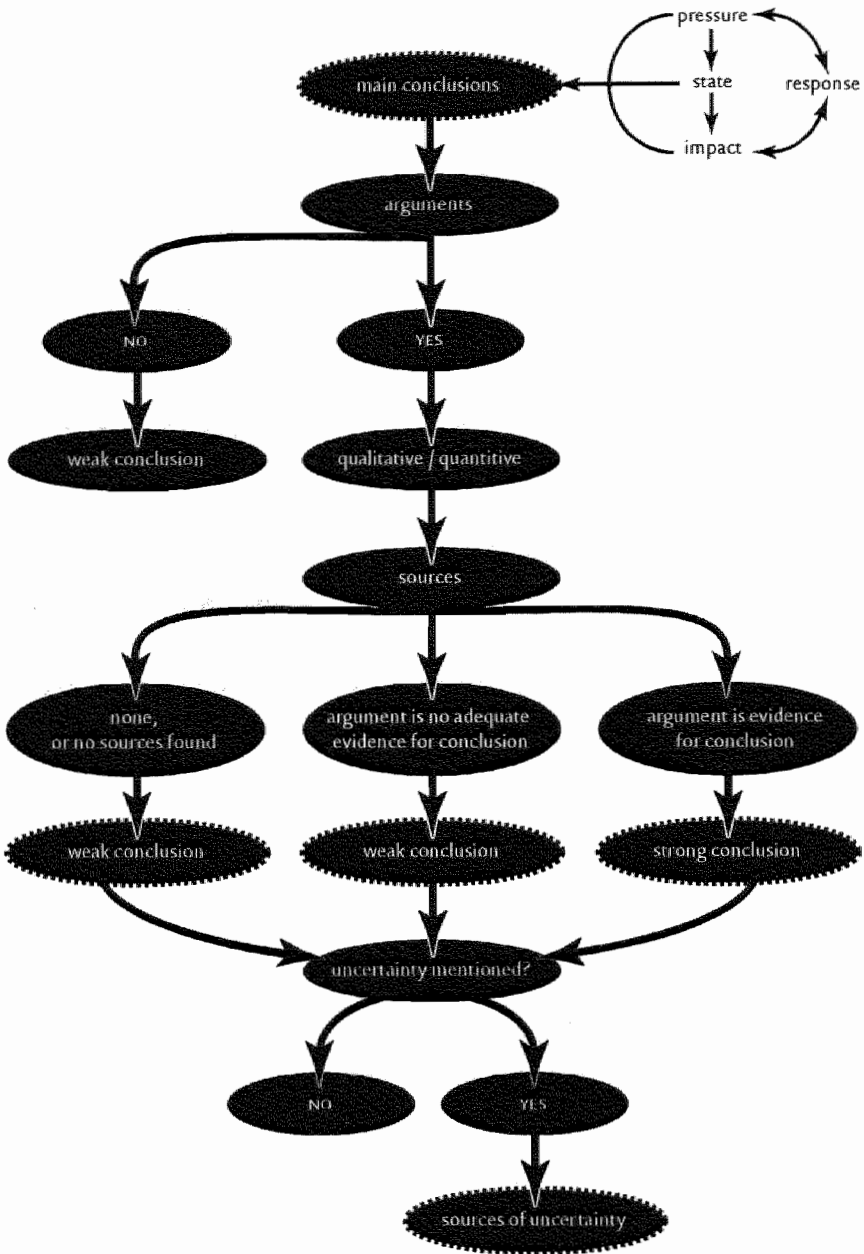 pressure
state
response
impact
main conclusions
arguments
NO
YES
weak conclusion
qualitative / quantitive
sources
none,
or no sources found
argument is no adequate
evidence for conclusion
argument is evidence
for conclusion
weak conclusion
weak conclusion
strong conclusion
uncertainty mentioned?
NO
YES
sources of uncertainty